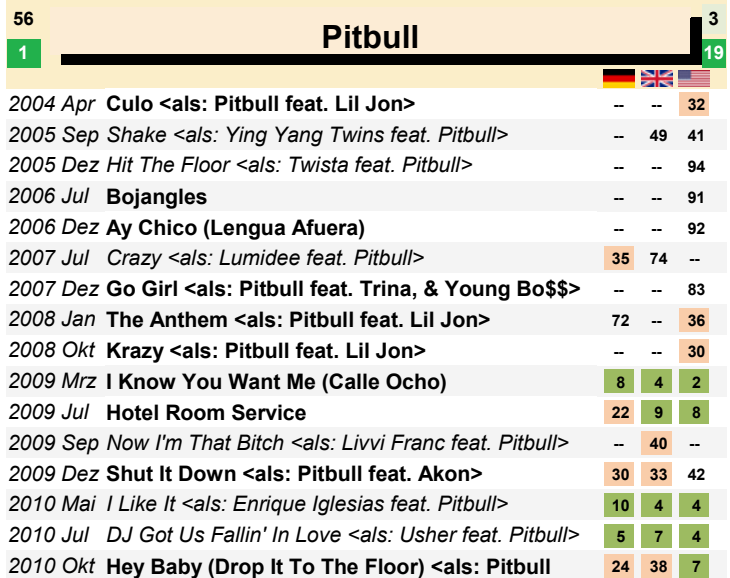 56 Pitbull 3
1 19
2004 Apr Culo <als: Pitbull feat. Lil Jon> -- -- 32
2005 Sep Shake <als: Ying Yang Twins feat. Pitbull> -- 49 41
2005 Dez Hit The Floor <als: Twista feat. Pitbull> -- -- 94
2006 Jul Bojangles -- -- 91
2006 Dez Ay Chico (Lengua Afuera) -- -- 92
2007 Jul Crazy <als: Lumidee feat. Pitbull> 35 74 --
2007 Dez Go Girl <als: Pitbull feat. Trina, & Young Bo$$> -- -- 83
2008 Jan The Anthem <als: Pitbull feat. Lil Jon> 72 -- 36
2008 Okt Krazy <als: Pitbull feat. Lil Jon> -- -- 30
2009 Mrz I Know You Want Me (Calle Ocho) 8 4 2
2009 Jul Hotel Room Service 22 9 8
2009 Sep Now I'm That Bitch <als: Livvi Franc feat. Pitbull> -- 40 --
2009 Dez Shut It Down <als: Pitbull feat. Akon> 30 33 42
2010 Mai I Like It <als: Enrique Iglesias feat. Pitbull> 10 4 4
2010 Jul DJ Got Us Fallin' In Love <als: Usher feat. Pitbull> 5 7 4
2010 Okt Hey Baby (Drop It To The Floor) <als: Pitbull 24 38 7